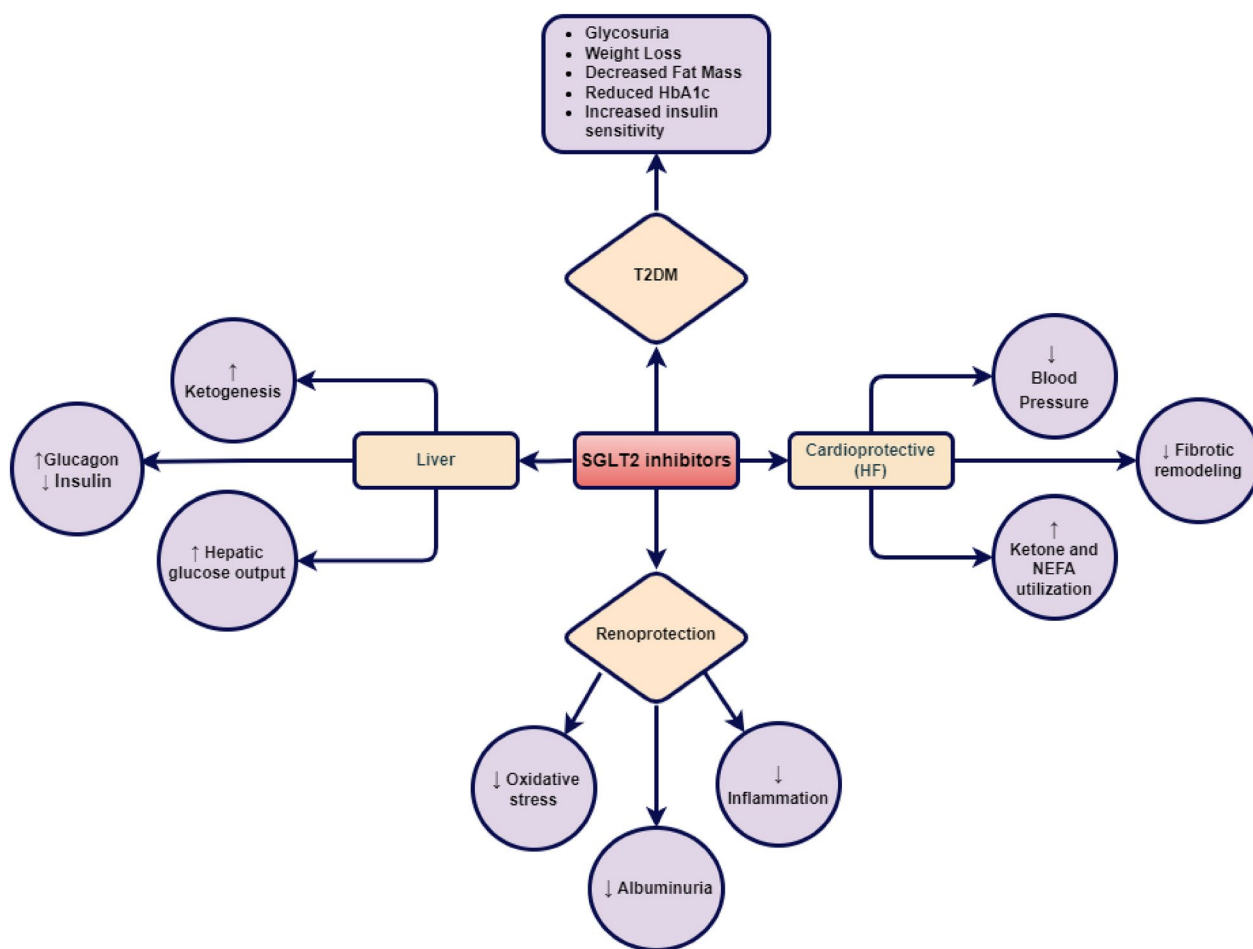 • Glycosuria
• Weight Loss
• Decreased Fat Mass
• Reduced HbA1c
• Increased insulin
sensitivity
T2DM
↑
Ketogenesis
↑Glucagon
↓ Insulin
↑ Hepatic
glucose output
Liver
SGLT2 inhibitors
Cardioprotective
(HF)
↓
Blood
Pressure
↓ Fibrotic
remodeling
↑
Ketone and
NEFA
utilization
Renoprotection
↓ Oxidative
stress
↓ Albuminuria
↓
Inflammation